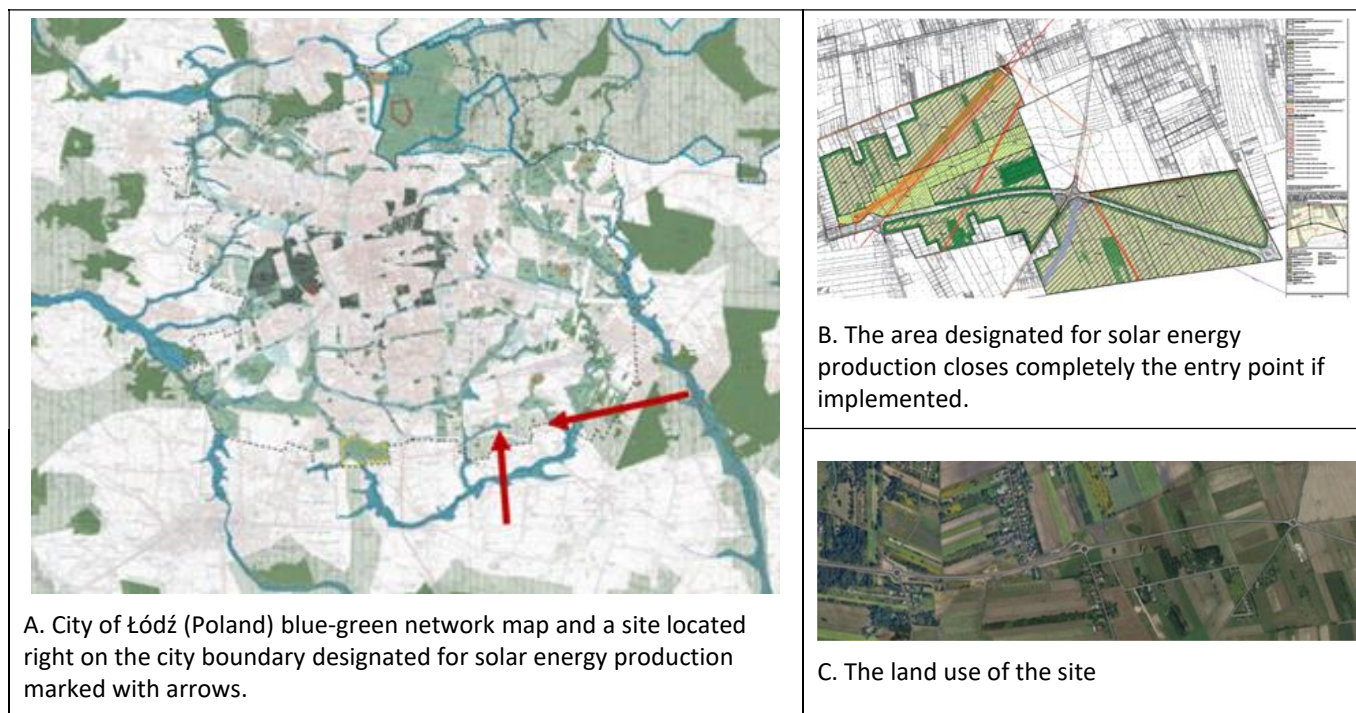 A. City of Łódź (Poland) blue-green network map and a site located
right on the city boundary designated for solar energy production
marked with arrows.
B. The area designated for solar energy
production closes completely the entry point if
implemented.
C. The land use of the site